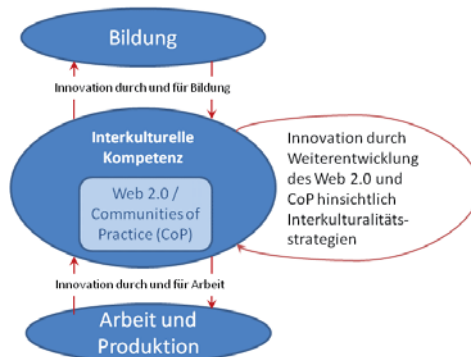 Bildung
Innovation durch und für Bildung
Interkulturelle
Kompetenz
Web 2.0 /
Communities of
Practice (CoP)
Innovation durch
Weiterentwicklung
des Web 2.0 und
CoP hinsichtlich
Interkulturalitäts-
strategien
Innovation durch und für Arbeit
Arbeit und
Produktion